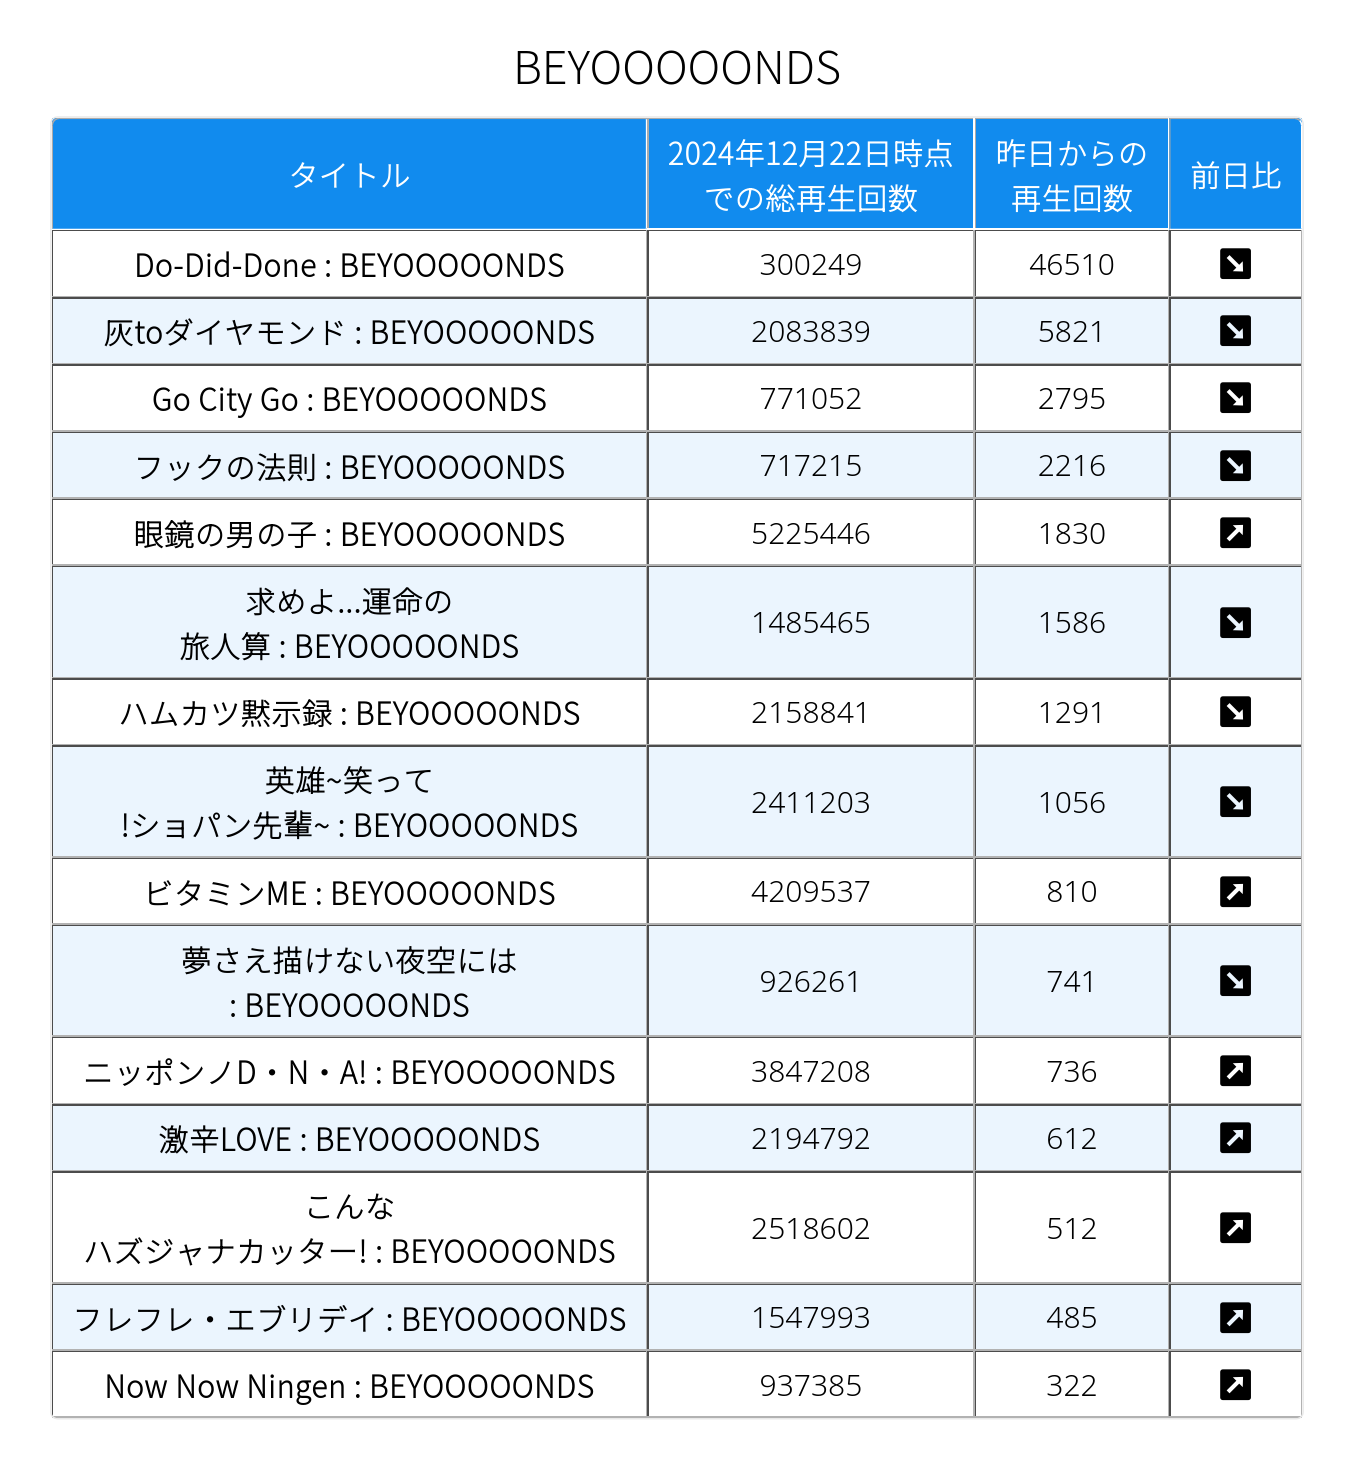 BEYOOOOONDS
タイトル
2024年12月22日時点
での総再生回数
昨日からの
再生回数
前日比
Do-Did-Done : BEYOOOOONDS
300249
46510
灰toダイヤモンド : BEYOOOOONDS
2083839
5821
Go City Go : BEYOOOOONDS
771052
2795
フックの法則 : BEYOOOOONDS
717215
2216
眼鏡の男の子 : BEYOOOOONDS
5225446
1830
求めよ...運命の
旅人算 : BEYOOOOONDS
1485465
1586
ハムカツ黙示録 : BEYOOOOONDS
2158841
1291
英雄~笑って
!ショパン先輩~ : BEYOOOOONDS
2411203
1056
ビタミンME : BEYOOOOONDS
4209537
810
夢さえ描けない夜空には
: BEYOOOOONDS
926261
741
ニッポンノD・N・A! : BEYOOOOONDS
3847208
736
激辛LOVE : BEYOOOOONDS
2194792
612
こんな
ハズジャナカッター! : BEYOOOOONDS
2518602
512
フレフレ・エブリデイ : BEYOOOOONDS
1547993
485
Now Now Ningen : BEYOOOOONDS
937385
322